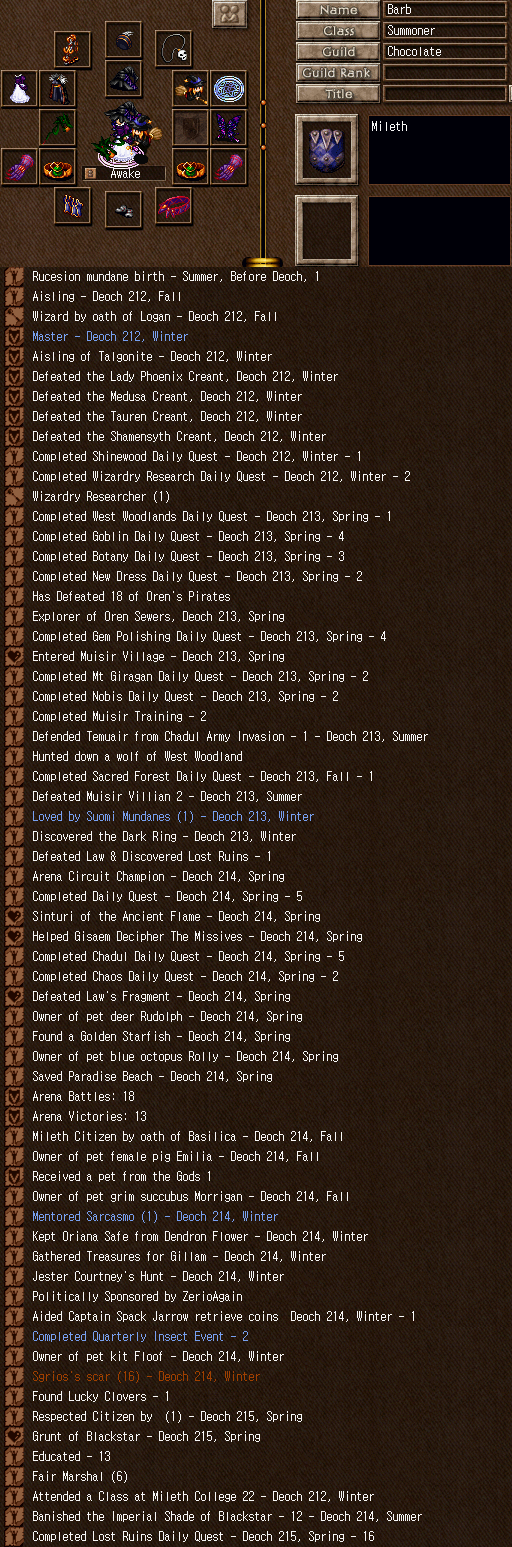 Name Barb
Class Summoner
Guild Chocolate
Guild Rank
Title
Mileth
Awake
Rucesion mundane birth - Summer, Before Deoch, 1
Aisling - Deoch 212, Fall
Wizard by oath of Logan - Deoch 212, Fall
Master - Deoch 212, Winter
Aisling of Talgonite - Deoch 212, Winter
Defeated the Lady Phoenix Creant, Deoch 212, Winter
Defeated the Medusa Creant, Deoch 212, Winter
Defeated the Tauren Creant, Deoch 212, Winter
Defeated the Shamensyth Creant, Deoch 212, Winter
Completed Shinewood Daily Quest - Deoch 212, Winter - 1
Completed Wizardry Research Daily Quest - Deoch 212, Winter - 2
Wizardry Researcher (1)
Completed West Woodlands Daily Quest - Deoch 213, Spring - 1
Completed Goblin Daily Quest - Deoch 213, Spring - 4
Completed Botany Daily Quest - Deoch 213, Spring - 3
Completed New Dress Daily Quest - Deoch 213, Spring - 2
Has Defeated 18 of Oren's Pirates
Explorer of Oren Sewers, Deoch 213, Spring
Completed Gem Polishing Daily Quest - Deoch 213, Spring - 4
Entered Muisir Village - Deoch 213, Spring
Completed Mt Giragan Daily Quest - Deoch 213, Spring - 2
Completed Nobis Daily Quest - Deoch 213, Spring - 2
Completed Muisir Training - 2
Defended Temuair from Chadul Army Invasion - 1 - Deoch 213, Summer
Hunted down a wolf of West Woodland
Completed Sacred Forest Daily Quest - Deoch 213, Fall - 1
Defeated Muisir Villian 2 - Deoch 213, Summer
Loved by Suomi Mundanes (1) - Deoch 213, Winter
Discovered the Dark Ring - Deoch 213, Winter
Defeated Law & Discovered Lost Ruins - 1
Arena Circuit Champion - Deoch 214, Spring
Completed Daily Quest - Deoch 214, Spring - 5
Sinturi of the Ancient Flame - Deoch 214, Spring
Helped Gisaem Decipher The Missives - Deoch 214, Spring
Completed Chadul Daily Quest - Deoch 214, Spring - 5
Completed Chaos Daily Quest - Deoch 214, Spring - 2
Defeated Law's Fragment - Deoch 214, Spring
Owner of pet deer Rudolph - Deoch 214, Spring
Found a Golden Starfish - Deoch 214, Spring
Owner of pet blue octopus Rolly - Deoch 214, Spring
Saved Paradise Beach - Deoch 214, Spring
Arena Battles: 18
Arena Victories: 13
Mileth Citizen by oath of Basilica - Deoch 214, Fall
Owner of pet female pig Emilia - Deoch 214, Fall
Received a pet from the Gods 1
Owner of pet grim succubus Morrigan - Deoch 214, Fall
Mentored Sarcasmo (1) - Deoch 214, Winter
Kept Oriana Safe from Dendron Flower - Deoch 214, Winter
Gathered Treasures for Gillam - Deoch 214, Winter
Jester Courtney's Hunt - Deoch 214, Winter
Politically Sponsored by ZerioAgain
Aided Captain Spack Jarrow retrieve coins  Deoch 214, Winter - 1
Completed Quarterly Insect Event - 2
Owner of pet kit Floof - Deoch 214, Winter
Sgrios's scar (16) - Deoch 214, Winter
Found Lucky Clovers - 1
Respected Citizen by  (1) - Deoch 215, Spring
Grunt of Blackstar - Deoch 215, Spring
Educated - 13
Fair Marshal (6)
Attended a Class at Mileth College 22 - Deoch 212, Winter
Banished the Imperial Shade of Blackstar - 12 - Deoch 214, Summer
Completed Lost Ruins Daily Quest - Deoch 215, Spring - 16